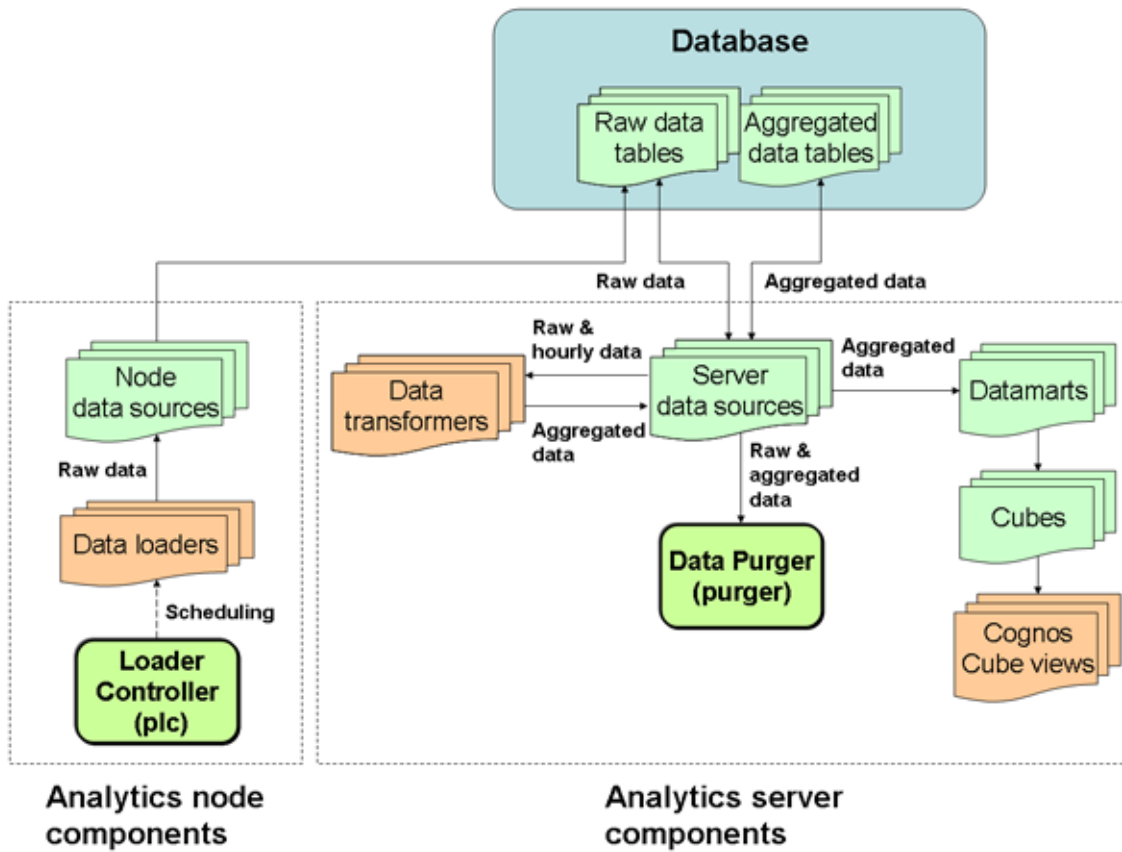 Database
Raw data
tables
Aggregated
data tables
Raw data
Aggregated data
Node
data sources
Raw data
Data loaders
Scheduling
Loader
Controller
(plc)
Raw &
hourly data
Data
transformers
Aggregated
data
Server
data sources
Aggregated
data
Datamarts
Raw &
aggregated
data
Cubes
Data Purger
(purger)
Cognos
Cube views
Analytics node
components
Analytics server
components